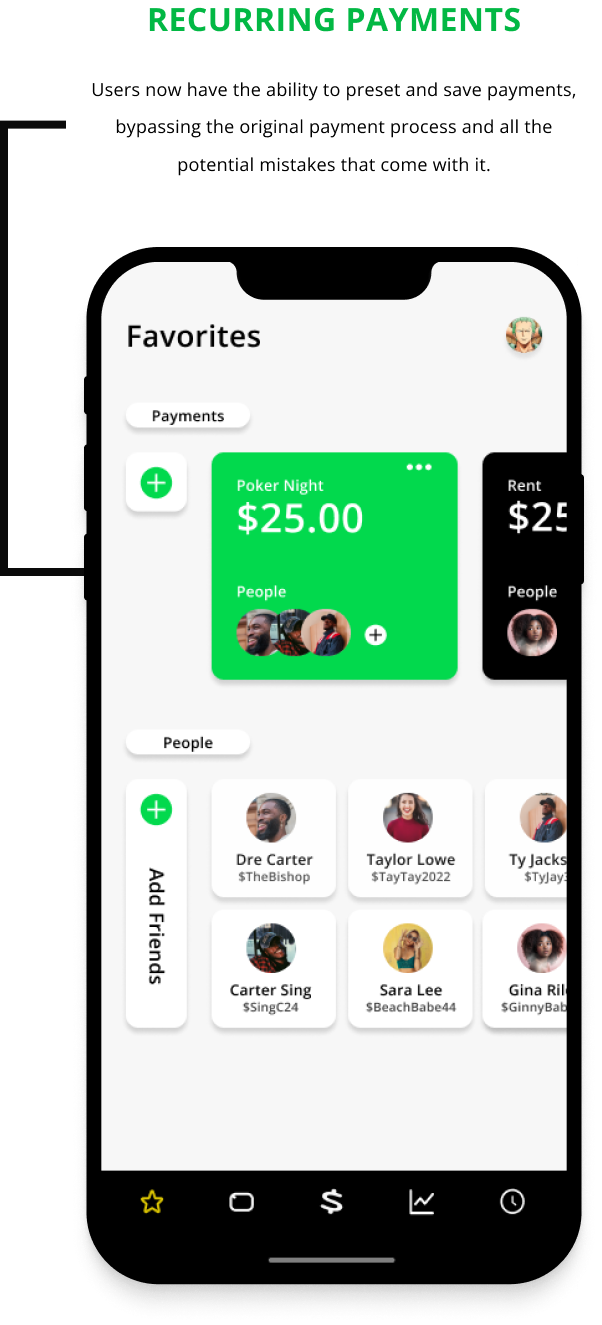 RECURRING PAYMENTS
Users now have the ability to preset and save payments,
bypassing the original payment process and all the
potential mistakes that come with it.
Favorites
Payments
Poker Night
$25.00
People
Rent
$25
People
People
Add Friends
Dre Carter
$TheBishop
Taylor Lowe
$TayTay2022
Ty Jacks
$TyJay
Carter Sing
$SingC24
Sara Lee
$BeachBabe44
Gina Ril
$GinnyBab